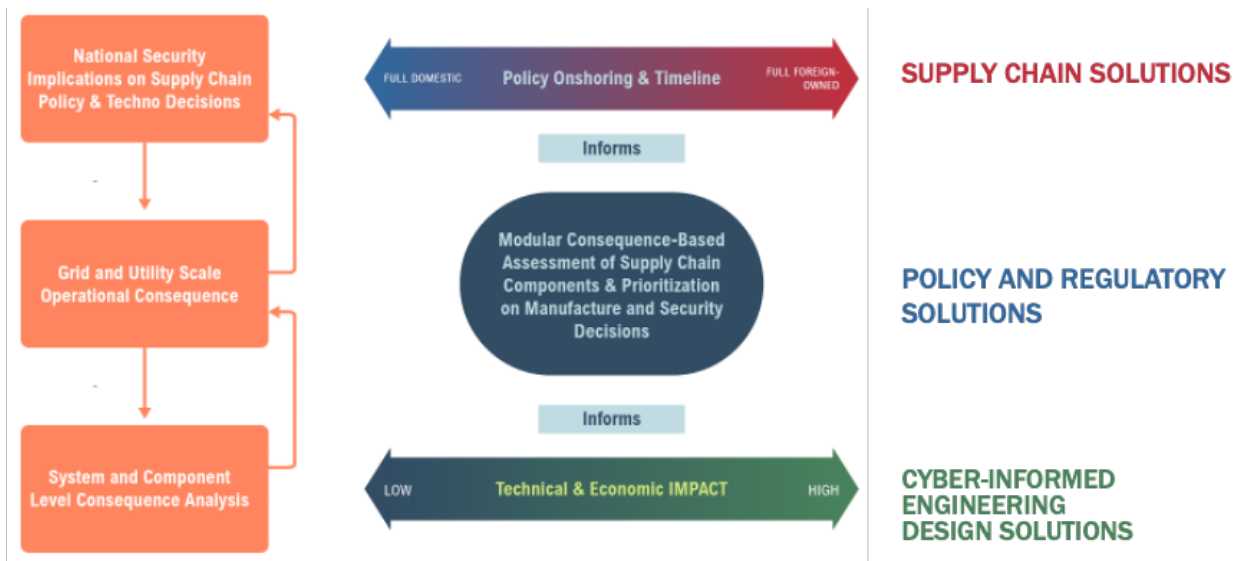 National Security
Implications on Supply Chain
Policy & Techno Decisions
Grid and Utility Scale
Operational Consequence
System and Component
Level Consequence Analysis
FULL DOMESTIC
Policy Onshoring & Timeline
FULL FOREIGN-
OWNED
Informs
Modular Consequence-Based
Assessment of Supply Chain
Components & Prioritization
on Manufacture and Security
Decisions
Informs
LOW
Technical & Economic IMPACT
HIGH
SUPPLY CHAIN SOLUTIONS
POLICY AND REGULATORY
SOLUTIONS
CYBER-INFORMED
ENGINEERING
DESIGN SOLUTIONS